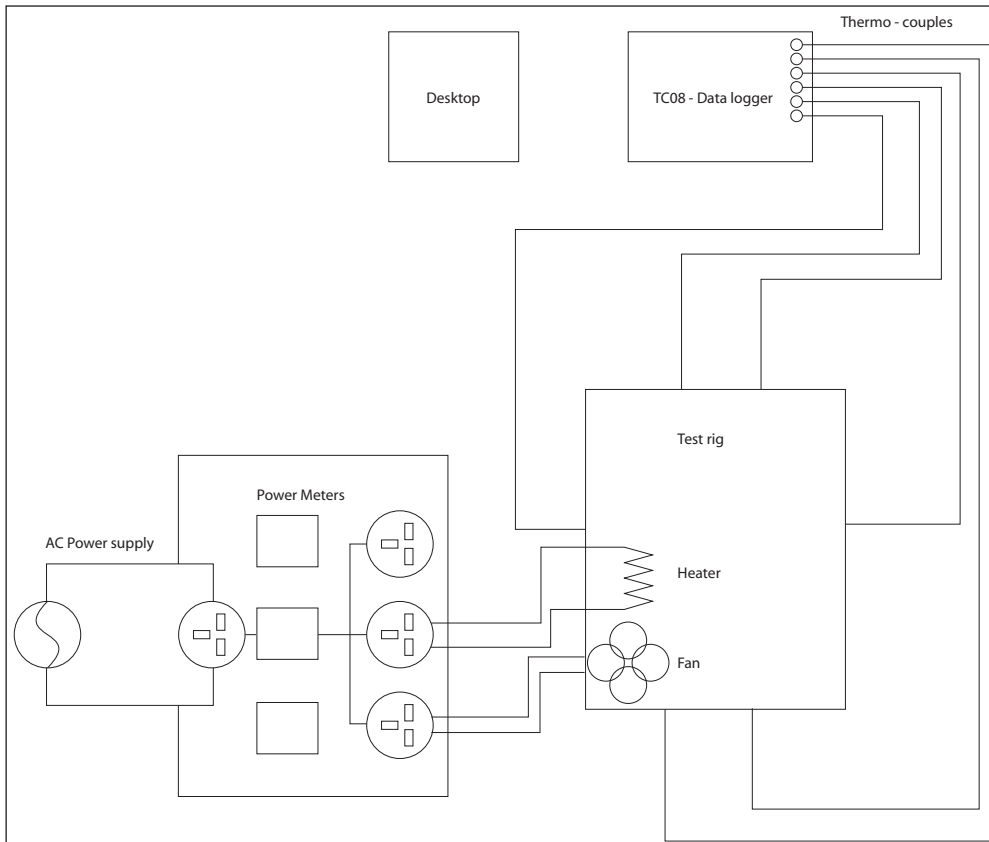 Thermo - couples
Desktop
TC08 - Data logger
Test rig
Power Meters
AC Power supply
Heater
Fan